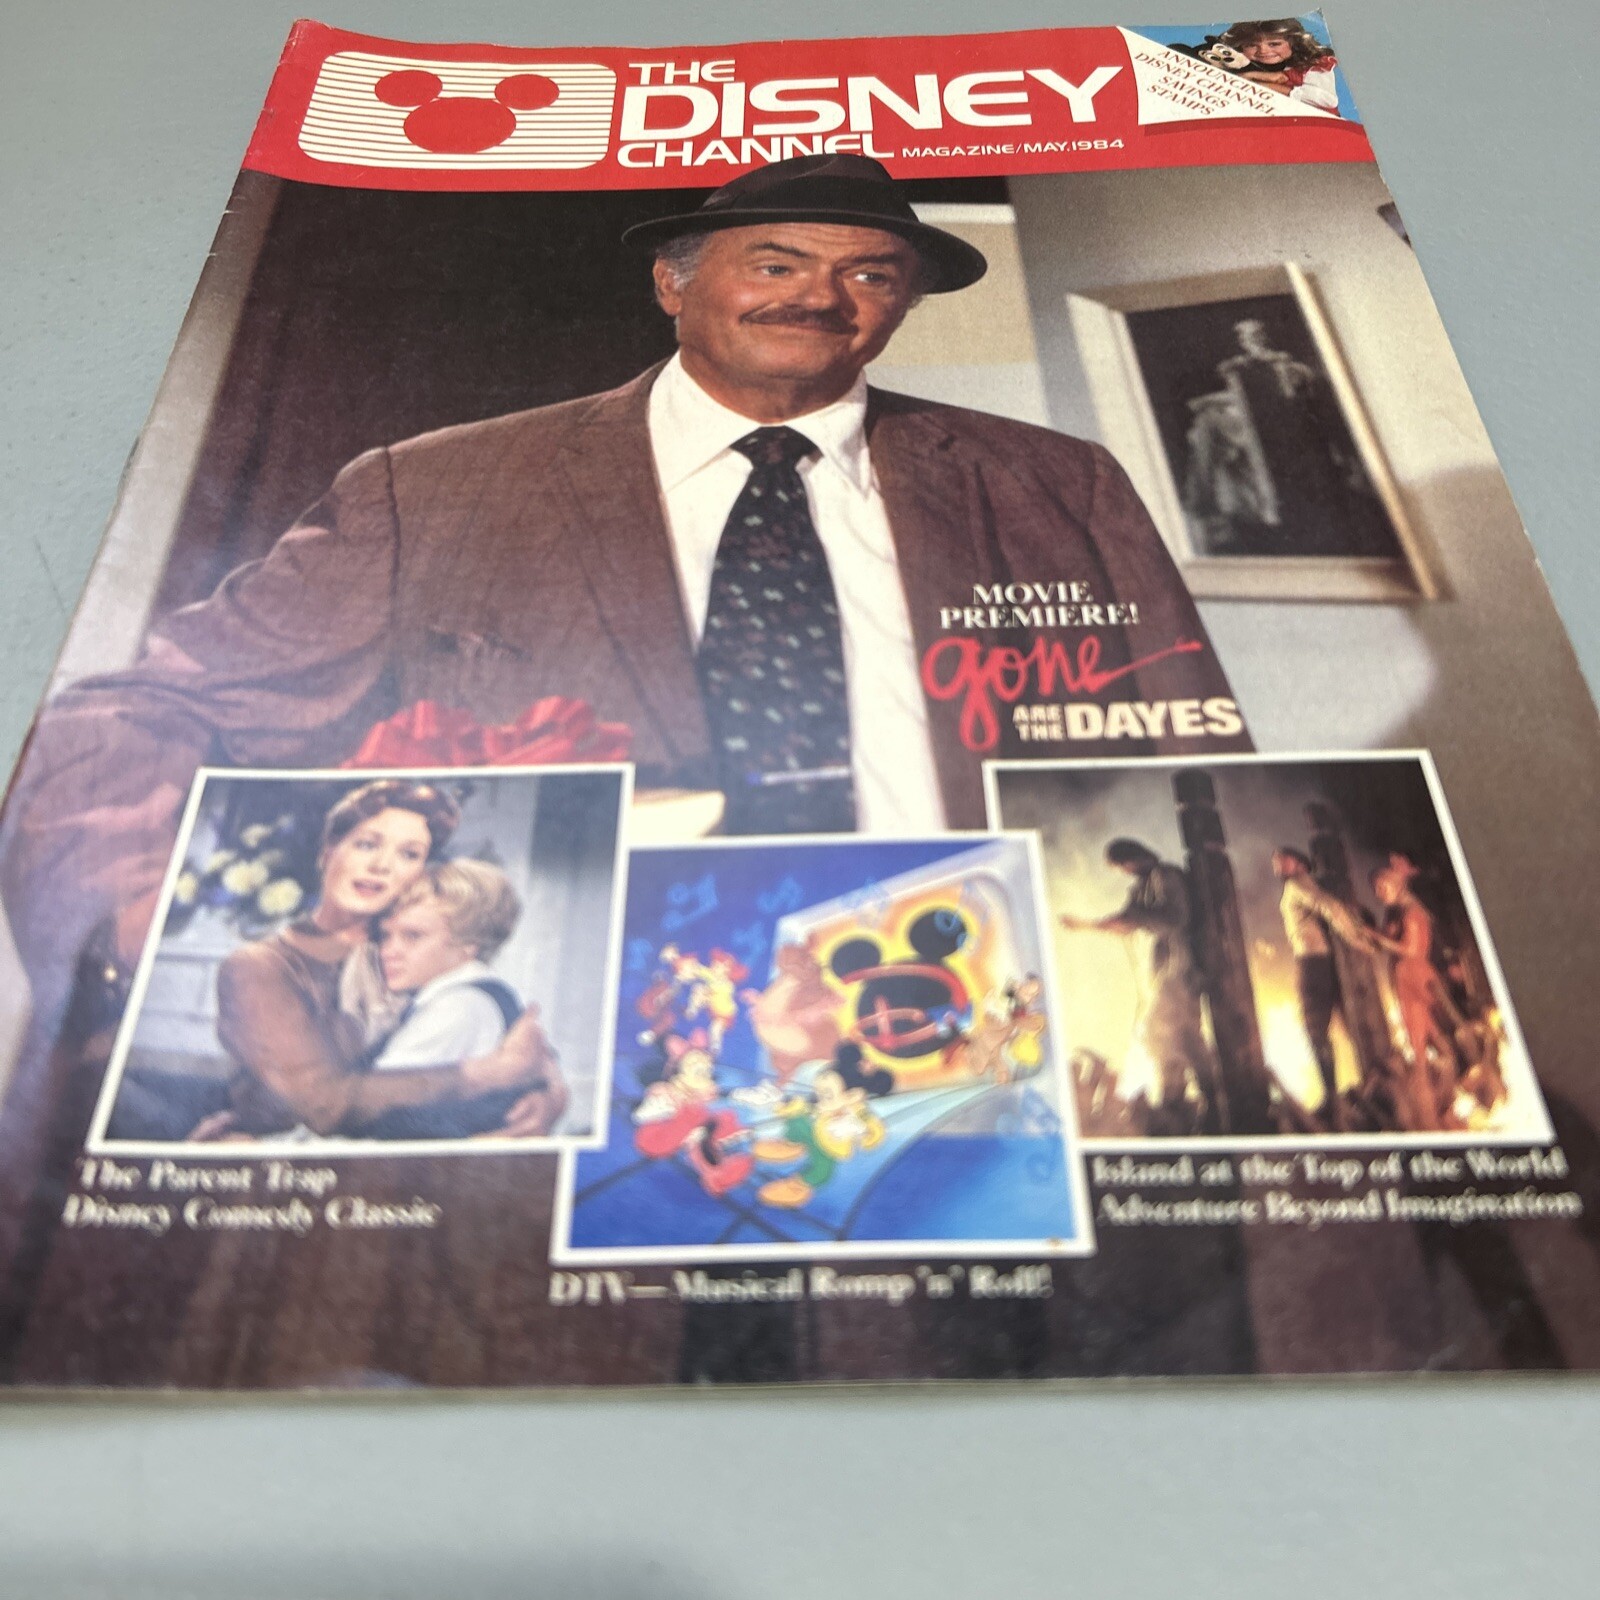 THE
DISNEY
CHANNEL MAGAZINE/MAY, 1984
ANNOUNCING
DISNEY CHANNEL
SAVINGS
STAMPS
MOVIE
PREMIERE!
gone
ARE THE DAYES
The Parent Trap
Disney Comedy Classic
D
Island at the Top of the World
Adventure Beyond Imagination
DTV—Musical Romp 'n' Roll!